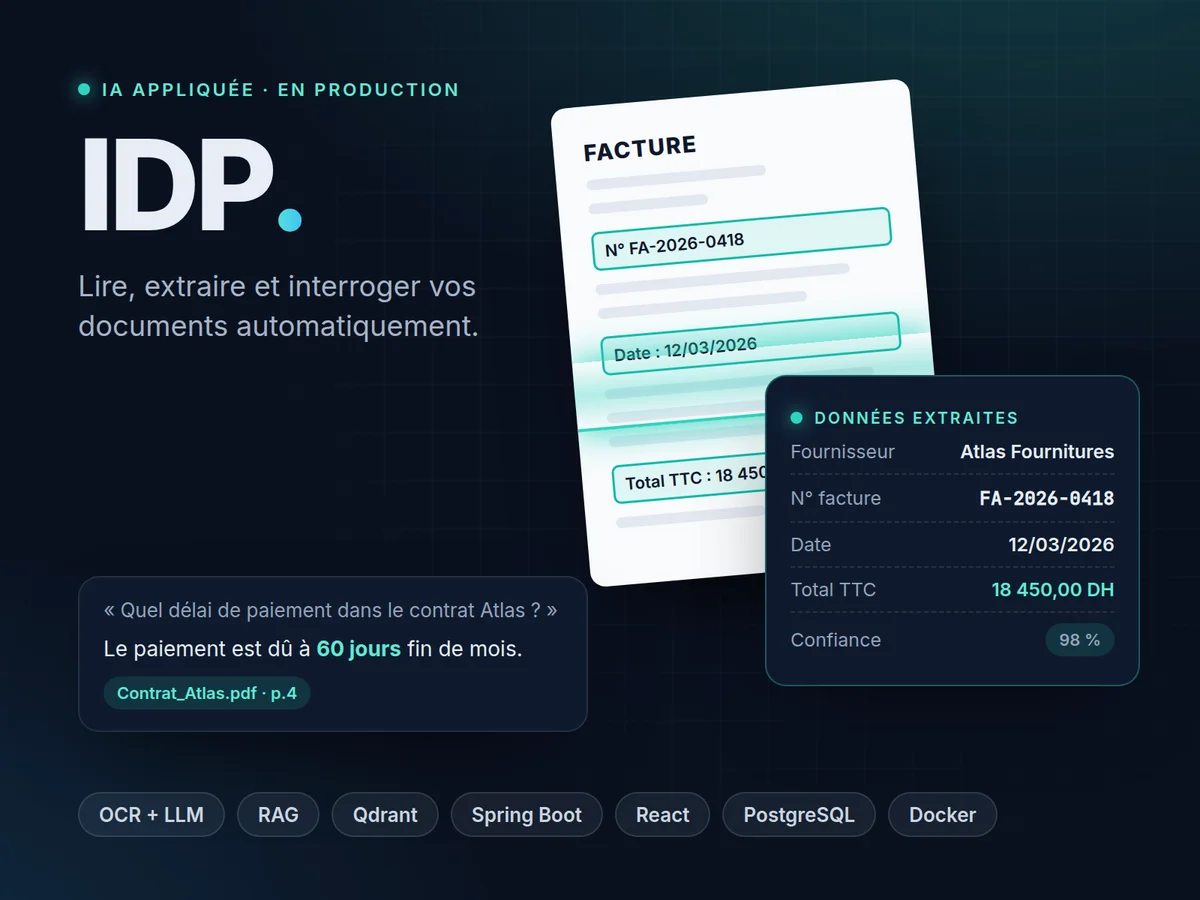 IA APPLIQUÉE · EN PRODUCTION
IDP.
Lire, extraire et interroger vos
documents automatiquement.
FACTURE
N° FA-2026-0418
Date : 12/03/2026
Total TTC : 18 450
DONNÉES EXTRAITES
Fournisseur Atlas Fournitures
N° facture FA-2026-0418
Date 12/03/2026
Total TTC 18 450,00 DH
Confiance 98 %
« Quel délai de paiement dans le contrat Atlas ? »
Le paiement est dû à 60 jours fin de mois.
Contrat_Atlas.pdf · p.4
OCR + LLM RAG Qdrant Spring Boot React PostgreSQL Docker